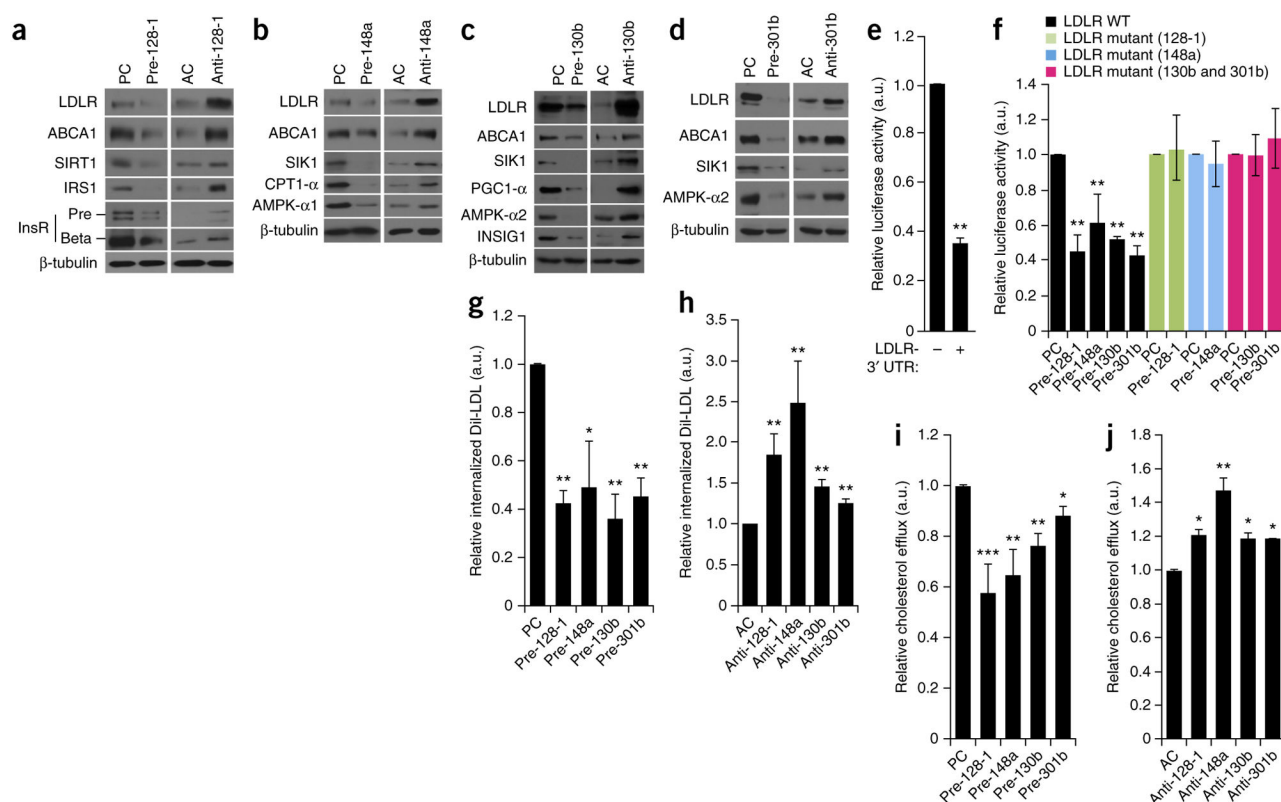 a
PC
Pre-128-1
AC
Anti-128-1
LDLR
ABCA1
SIRT1
IRS1
InsR
Pre
Beta
β-tubulin
b
PC
Pre-148a
AC
Anti-148a
LDLR
ABCA1
SIK1
CPT1-α
AMPK-α1
β-tubulin
c
PC
Pre-130b
AC
Anti-130b
LDLR
ABCA1
SIK1
PGC1-α
AMPK-α2
INSIG1
β-tubulin
d
PC
Pre-301b
AC
Anti-301b
LDLR
ABCA1
SIK1
AMPK-α2
β-tubulin
e
Relative luciferase activity (a.u.)
1.2
1.0
0.8
0.6
0.4
0.2
0
**
LDLR-
3′ UTR:
–
+
f
LDLR WT
LDLR mutant (128-1)
LDLR mutant (148a)
LDLR mutant (130b and 301b)
Relative luciferase activity (a.u.)
1.4
1.2
1.0
0.8
0.6
0.4
0.2
0
**
**
**
**
PC
Pre-128-1
Pre-148a
Pre-130b
Pre-301b
PC
Pre-128-1
PC
Pre-148a
PC
Pre-130b
Pre-301b
g
Relative internalized DiI-LDL (a.u.)
1.2
1.0
0.8
0.6
0.4
0.2
0
**
*
**
**
PC
Pre-128-1
Pre-148a
Pre-130b
Pre-301b
h
Relative internalized DiI-LDL (a.u.)
3.5
3.0
2.5
2.0
1.5
1.0
0.5
0
**
**
**
**
AC
Anti-128-1
Anti-148a
Anti-130b
Anti-301b
i
Relative cholesterol efflux (a.u.)
1.2
1.0
0.8
0.6
0.4
0.2
0
***
**
**
*
PC
Pre-128-1
Pre-148a
Pre-130b
Pre-301b
j
Relative cholesterol efflux (a.u.)
1.8
1.6
1.4
1.2
1.0
0.8
0.6
0.4
0.2
0
*
**
*
*
AC
Anti-128-1
Anti-148a
Anti-130b
Anti-301b